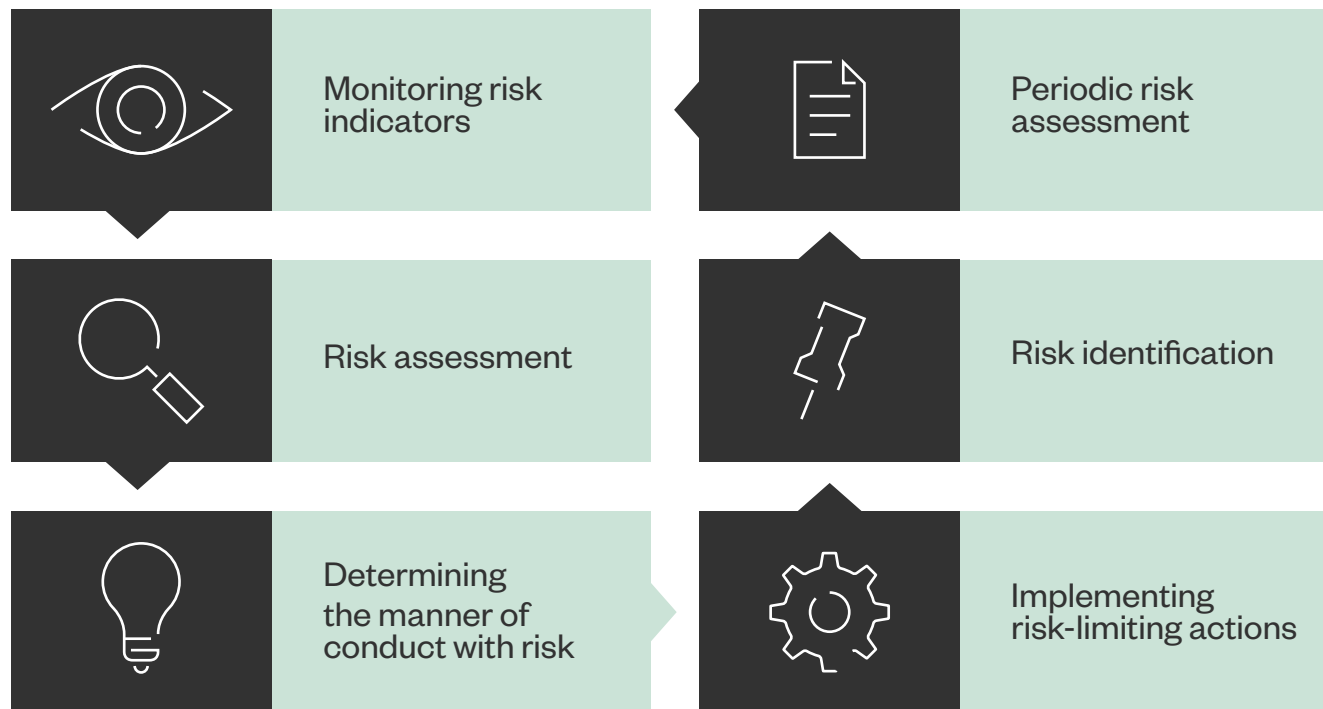 Monitoring risk
indicators
Periodic risk
assessment
Risk assessment
Risk identification
Determining
the manner of
conduct with risk
Implementing
risk-limiting actions